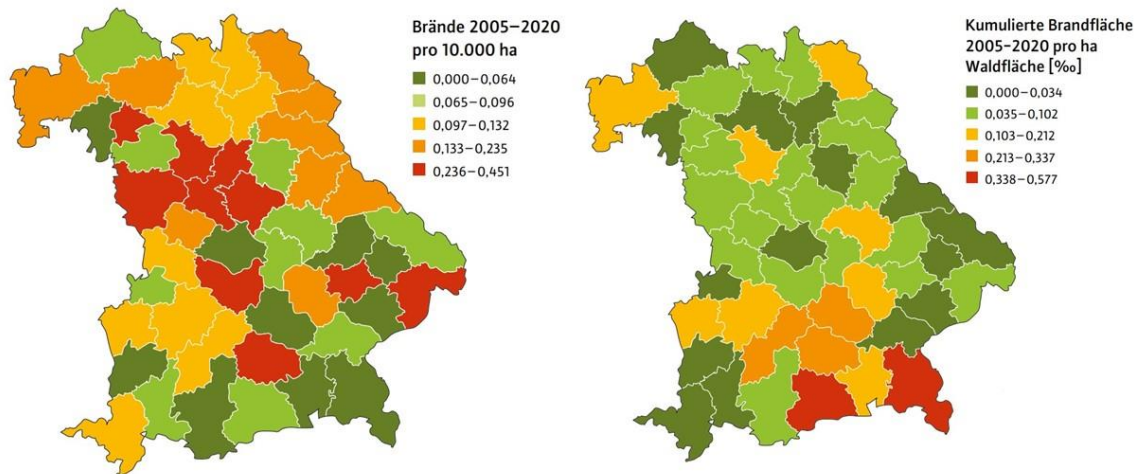 Brände 2005–2020
pro 10.000 ha
0,000–0,064
0,065–0,096
0,097–0,132
0,133–0,235
0,236–0,451
Kumulierte Brandfläche
2005-2020 pro ha
Waldfläche [‰]
0,000–0,034
0,035–0,102
0,103–0,212
0,213–0,337
0,338–0,577